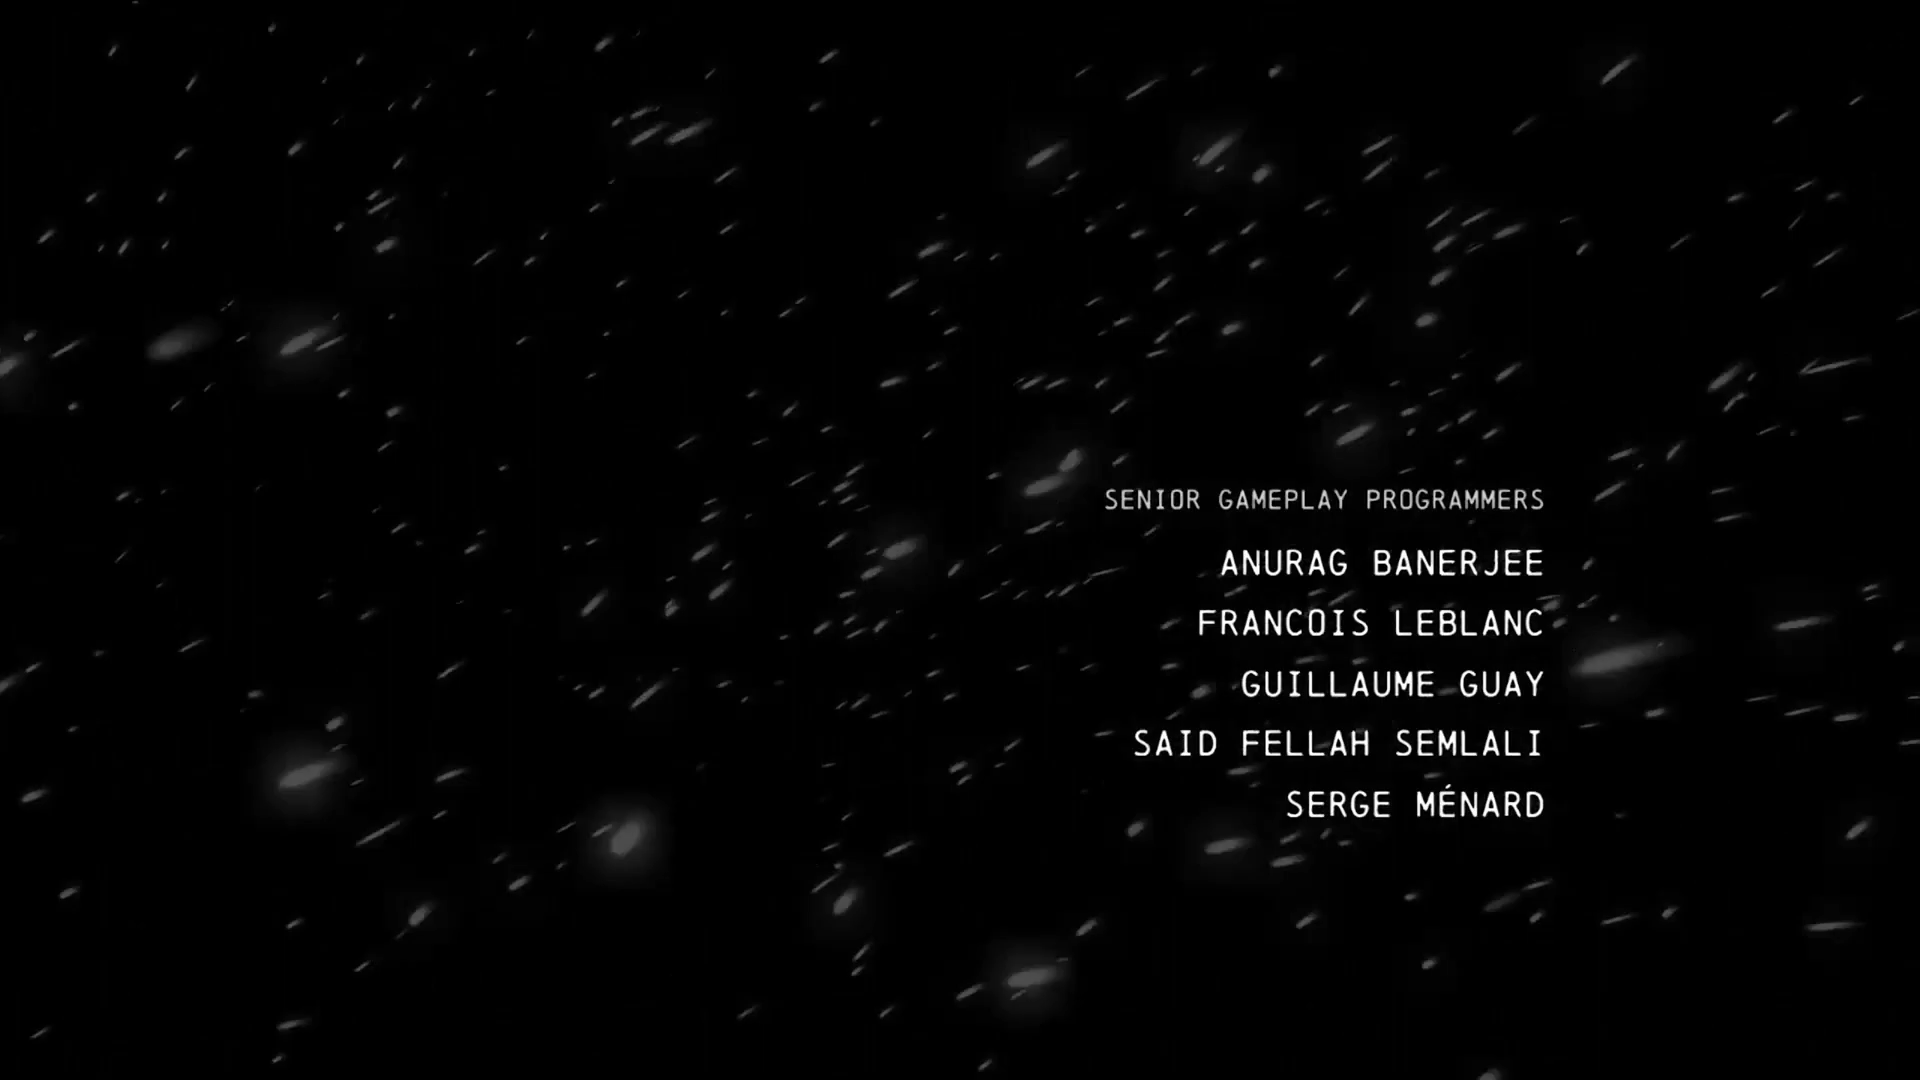 SENIOR GAMEPLAY PROGRAMMERS
ANURAG BANERJEE
FRANCOIS LEBLANC
GUILLAUME GUAY
SAID FELLAH SEMLALI
SERGE MÉNARD